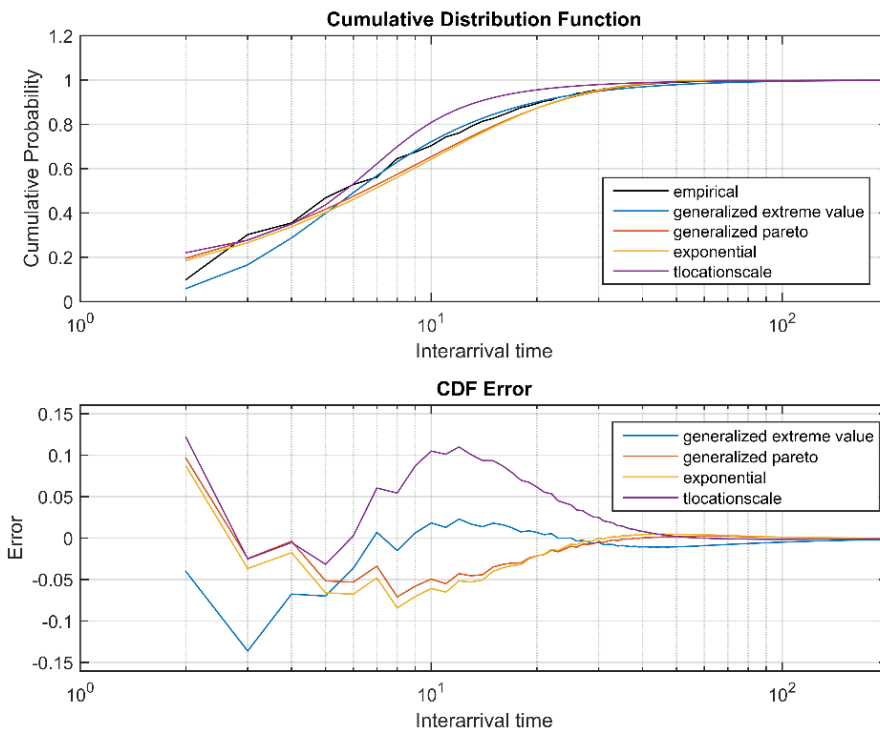 Cumulative Distribution Function
Cumulative Probability
1.2
1
0.8
0.6
0.4
0.2
0
empirical
generalized extreme value
generalized pareto
exponential
tlocationscale
10^0
10^1
10^2
Interarrival time
CDF Error
Error
0.15
0.1
0.05
0
-0.05
-0.1
-0.15
generalized extreme value
generalized pareto
exponential
tlocationscale
10^0
10^1
10^2
Interarrival time